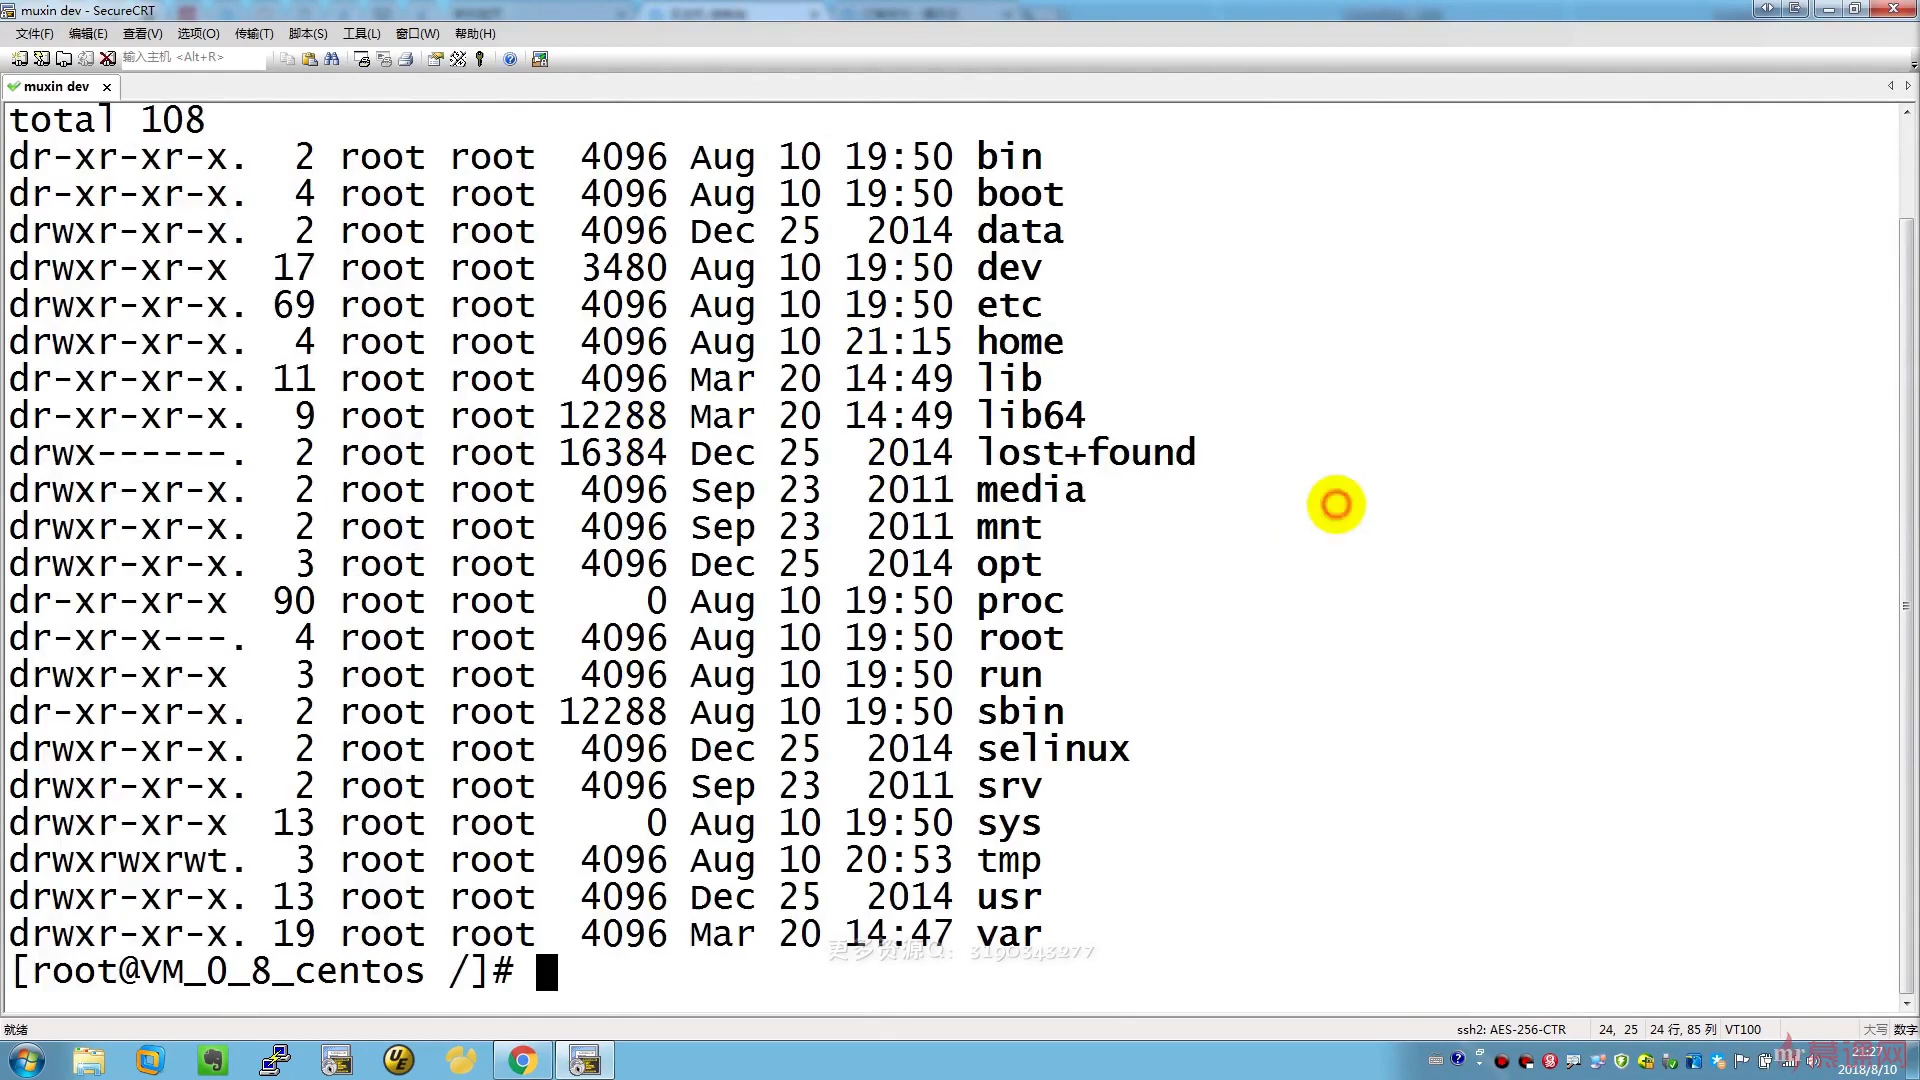 muxin dev - SecureCRT
文件(F) 编辑(E) 查看(V) 选项(O) 传输(T) 脚本(S) 工具(L) 窗口(W) 帮助(H)
输入主机 <Alt+R>
muxin dev
total 108
dr-xr-xr-x. 2 root root 4096 Aug 10 19:50 bin
dr-xr-xr-x. 4 root root 4096 Aug 10 19:50 boot
drwxr-xr-x. 2 root root 4096 Dec 25 2014 data
drwxr-xr-x 17 root root 3480 Aug 10 19:50 dev
drwxr-xr-x. 69 root root 4096 Aug 10 19:50 etc
drwxr-xr-x. 4 root root 4096 Aug 10 21:15 home
dr-xr-xr-x. 11 root root 4096 Mar 20 14:49 lib
dr-xr-xr-x. 9 root root 12288 Mar 20 14:49 lib64
drwx------. 2 root root 16384 Dec 25 2014 lost+found
drwxr-xr-x. 2 root root 4096 Sep 23 2011 media
drwxr-xr-x. 2 root root 4096 Sep 23 2011 mnt
drwxr-xr-x. 3 root root 4096 Dec 25 2014 opt
dr-xr-xr-x 90 root root 0 Aug 10 19:50 proc
dr-xr-x---. 4 root root 4096 Aug 10 19:50 root
drwxr-xr-x 3 root root 4096 Aug 10 19:50 run
dr-xr-xr-x. 2 root root 12288 Aug 10 19:50 sbin
drwxr-xr-x. 2 root root 4096 Dec 25 2014 selinux
drwxr-xr-x. 2 root root 4096 Sep 23 2011 srv
drwxr-xr-x 13 root root 0 Aug 10 19:50 sys
drwxrwxrwt. 3 root root 4096 Aug 10 20:53 tmp
drwxr-xr-x. 13 root root 4096 Dec 25 2014 usr
drwxr-xr-x. 19 root root 4096 Mar 20 14:47 var
更多资源Q: 3190343277
[root@VM_0_8_centos /]#
就绪 ssh2: AES-256-CTR 24, 25 24 行, 85 列 VT100 大写 数字
21:27
慕课网
2018/8/10